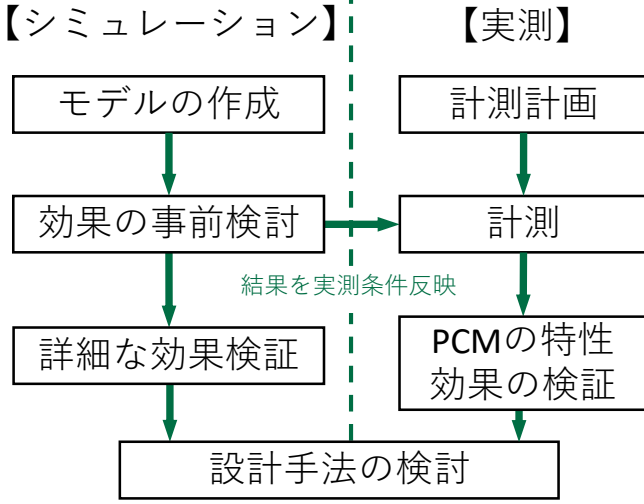 【シミュレーション】
【実測】
モデルの作成
計測計画
効果の事前検討
計測
結果を実測条件反映
詳細な効果検証
PCMの特性
効果の検証
設計手法の検討